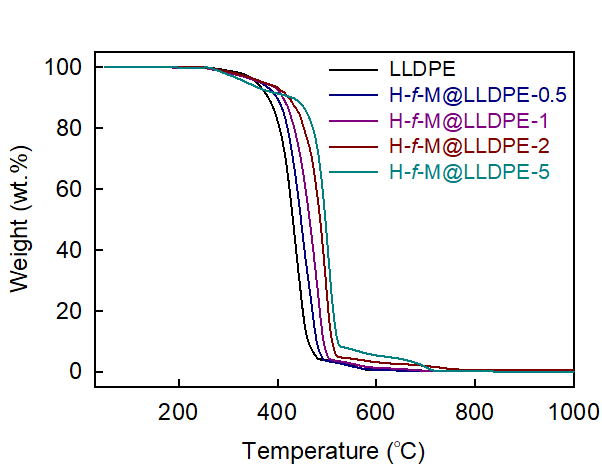 100
80
60
40
20
0
Weight (wt.%)
LLDPE
H-f-M@LLDPE-0.5
H-f-M@LLDPE-1
H-f-M@LLDPE-2
H-f-M@LLDPE-5
200 400 600 800 1000
Temperature (°C)